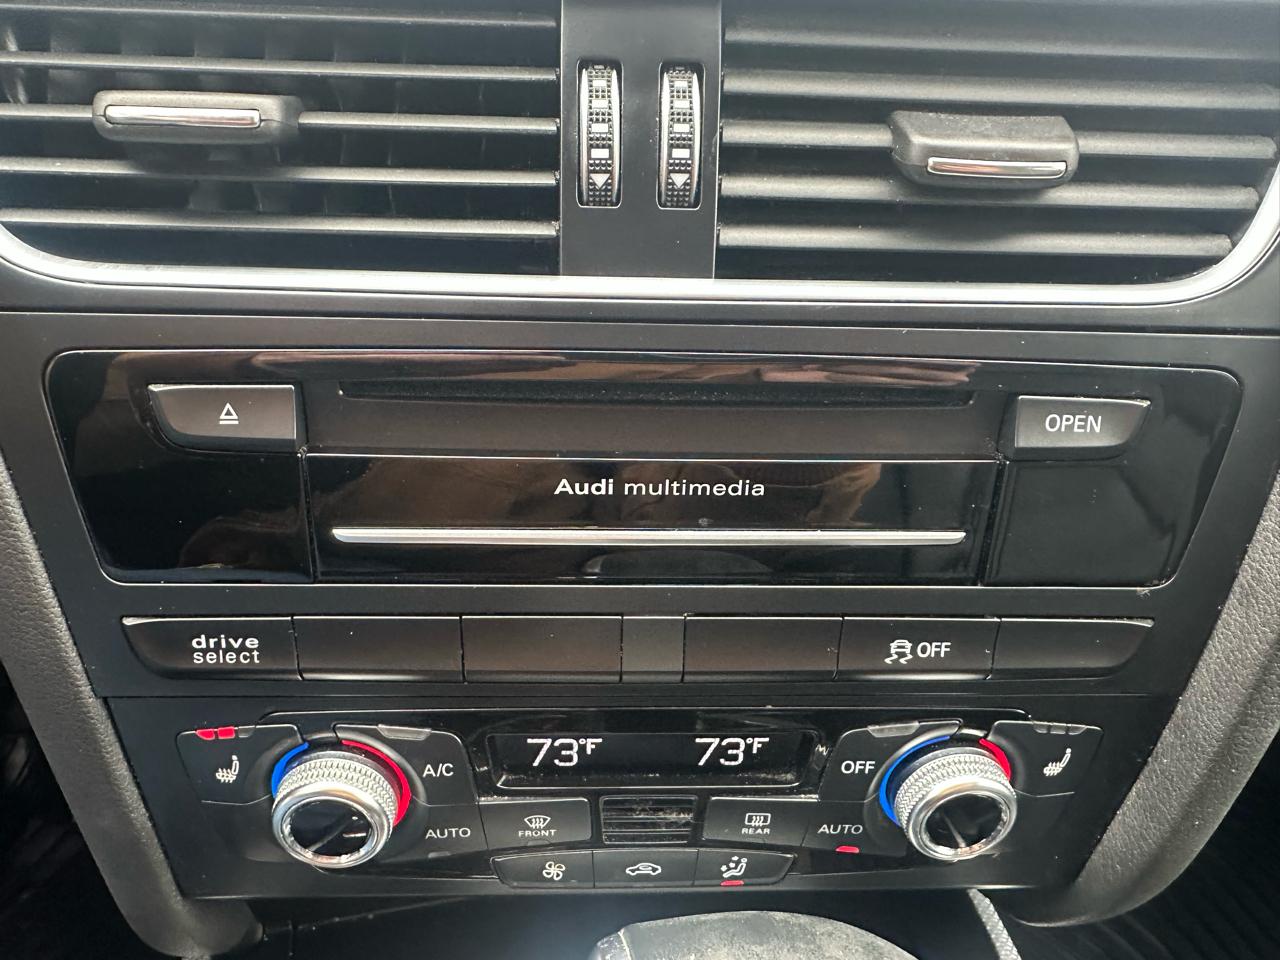 OPEN
Audi multimedia
drive
select
OFF
73°F 73°F
A/C
OFF
AUTO
FRONT
REAR
AUTO